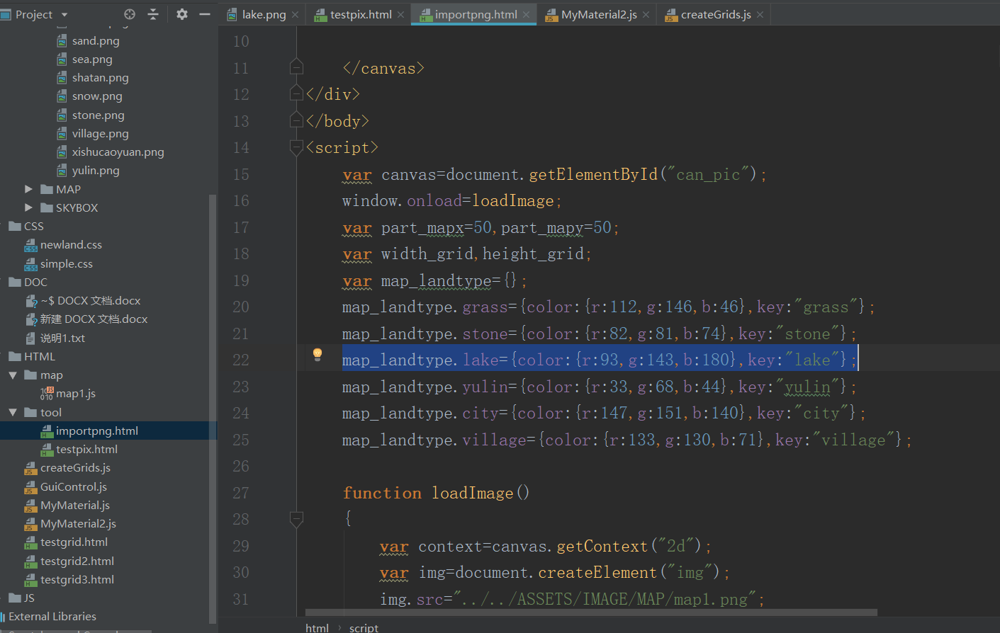 Project
lake.png
testpix.html
importpng.html
MyMaterial2.js
createGrids.js
sand.png
sea.png
shatan.png
snow.png
stone.png
village.png
xishucaoyuan.png
yulin.png
MAP
SKYBOX
CSS
newland.css
simple.css
DOC
~$ DOCX 文档.docx
新建 DOCX 文档.docx
说明1.txt
HTML
map
map1.js
tool
importpng.html
testpix.html
createGrids.js
GuiControl.js
MyMaterial.js
MyMaterial2.js
testgrid.html
testgrid2.html
testgrid3.html
JS
External Libraries
10
11 </canvas>
12 </div>
13 </body>
14 <script>
15 var canvas=document.getElementById("can_pic");
16 window.onload=loadImage;
17 var part_mapx=50,part_mapy=50;
18 var width_grid,height_grid;
19 var map_landtype={};
20 map_landtype.grass={color:{r:112,g:146,b:46},key:"grass"};
21 map_landtype.stone={color:{r:82,g:81,b:74},key:"stone"};
22 map_landtype.lake={color:{r:93,g:143,b:180},key:"lake"};
23 map_landtype.yulin={color:{r:33,g:68,b:44},key:"yulin"};
24 map_landtype.city={color:{r:147,g:151,b:140},key:"city"};
25 map_landtype.village={color:{r:133,g:130,b:71},key:"village"};
26
27 function loadImage()
28 {
29 var context=canvas.getContext("2d");
30 var img=document.createElement("img");
31 img.src="../../ASSETS/IMAGE/MAP/map1.png";
html › script